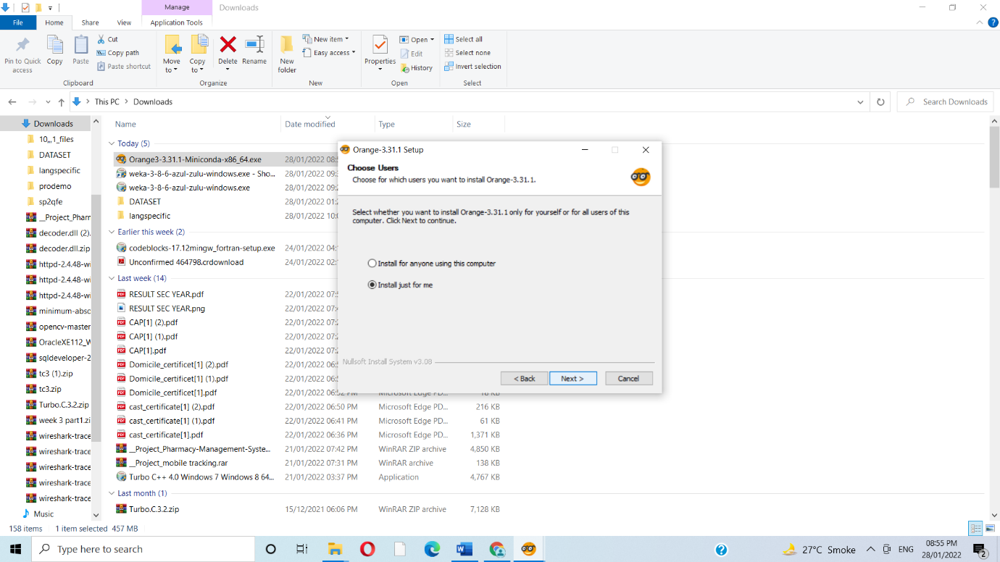 Manage
Downloads
File
Home
Share
View
Application Tools
Pin to Quick access
Copy
Paste
Cut
Copy path
Paste shortcut
Clipboard
Move to
Copy to
Delete
Rename
Organize
New folder
New item
Easy access
New
Properties
Open
Edit
History
Open
Select all
Select none
Invert selection
Select
This PC
Downloads
Search Downloads
Downloads
10,,,1_files
DATASET
langspecific
prodemo
sp2qfe
__Project_Pharr
decoder.dll (2).
decoder.dll.zip
httpd-2.4.48-wi
httpd-2.4.48-wi
httpd-2.4.48-wi
minimum-abso
opencv-master
OracleXE112_W
sqldeveloper-2
tc3 (1).zip
tc3.zip
Turbo.C.3.2.zip
week 3 part1.zi
wireshark-trace
wireshark-trace
wireshark-trace
wireshark-trace
wireshark-trace
Music
Name
Date modified
Type
Size
Today (5)
Orange3-3.31.1-Miniconda-x86_64.exe 28/01/2022 08:
weka-3-8-6-azul-zulu-windows.exe - Sho... 28/01/2022 09:
weka-3-8-6-azul-zulu-windows.exe 28/01/2022 09:
DATASET 28/01/2022 01:
langspecific 28/01/2022 10:
Earlier this week (2)
codeblocks-17.12mingw_fortran-setup.exe 24/01/2022 04:
Unconfirmed 464798.crdownload 24/01/2022 02:
Last week (14)
RESULT SEC YEAR.pdf 22/01/2022 07:
RESULT SEC YEAR.png 22/01/2022 07:
CAP[1] (2).pdf 22/01/2022 07:
CAP[1] (1).pdf 22/01/2022 07:
CAP[1].pdf 22/01/2022 07:
Domicile_certificet[1] (2).pdf 22/01/2022 06:
Domicile_certificet[1] (1).pdf 22/01/2022 06:
Domicile_certificet[1].pdf 22/01/2022 06:52 PM Microsoft Edge PD... 16 KB
cast_certificate[1] (2).pdf 22/01/2022 06:50 PM Microsoft Edge PD... 216 KB
cast_certificate[1] (1).pdf 22/01/2022 06:41 PM Microsoft Edge PD... 61 KB
cast_certificate[1].pdf 22/01/2022 06:36 PM Microsoft Edge PD... 1,371 KB
__Project_Pharmacy-Management-Syste... 21/01/2022 07:42 PM WinRAR ZIP archive 4,850 KB
__Project_mobile tracking.rar 21/01/2022 07:31 PM WinRAR archive 138 KB
Turbo C++ 4.0 Windows 7 Windows 8 64... 21/01/2022 03:37 PM Application 4,767 KB
Last month (1)
Turbo.C.3.2.zip 15/12/2021 06:06 PM WinRAR ZIP archive 7,128 KB
Orange-3.31.1 Setup
Choose Users
Choose for which users you want to install Orange-3.31.1.
Select whether you want to install Orange-3.31.1 only for yourself or for all users of this
computer. Click Next to continue.
Install for anyone using this computer
Install just for me
Nullsoft Install System v3.08
< Back
Next >
Cancel
158 items 1 item selected 457 MB
Type here to search
27°C Smoke
ENG
08:55 PM
28/01/2022
2